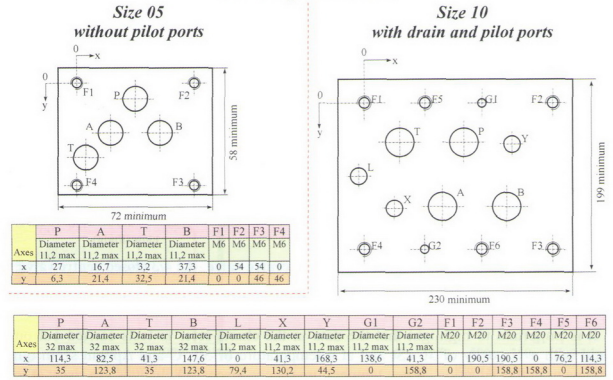 Size 05
without pilot ports
Size 10
with drain and pilot ports
0
x
0
y
F1
P
F2
A
B
T
F4
F3
58 minimum
72 minimum
0
x
0
y
F1
F5
G1
F2
T
P
Y
L
X
A
B
F4
G2
F6
F3
199 minimum
230 minimum
Axes P A T B F1 F2 F3 F4
Diameter 11,2 max Diameter 11,2 max Diameter 11,2 max Diameter 11,2 max M6 M6 M6 M6
x 27 16,7 3,2 37,3 0 54 54 0
y 6,3 21,4 32,5 21,4 0 0 46 46
Axes P A T B L X Y G1 G2 F1 F2 F3 F4 F5 F6
Diameter 32 max Diameter 32 max Diameter 32 max Diameter 32 max Diameter 11,2 max Diameter 11,2 max Diameter 11,2 max Diameter 11,2 max Diameter 11,2 max M20 M20 M20 M20 M20 M20
x 114,3 82,5 41,3 147,6 0 41,3 168,3 138,6 41,3 0 190,5 190,5 0 76,2 114,3
y 35 123,8 35 123,8 79,4 130,2 44,5 0 158,8 0 0 158,8 158,8 0 158,8